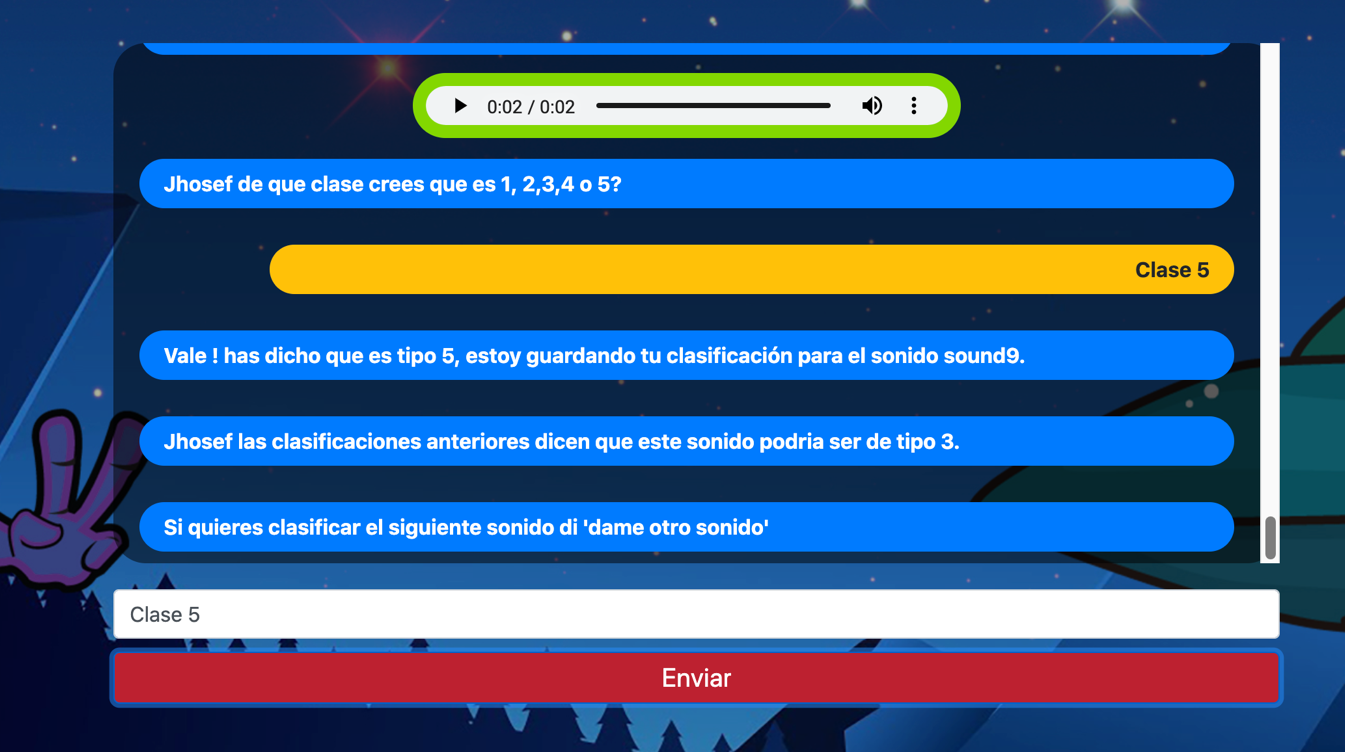 0:02 / 0:02
Jhosef de que clase crees que es 1, 2,3,4 o 5?
Clase 5
Vale ! has dicho que es tipo 5, estoy guardando tu clasificación para el sonido sound9.
Jhosef las clasificaciones anteriores dicen que este sonido podria ser de tipo 3.
Si quieres clasificar el siguiente sonido di 'dame otro sonido'
Clase 5
Enviar